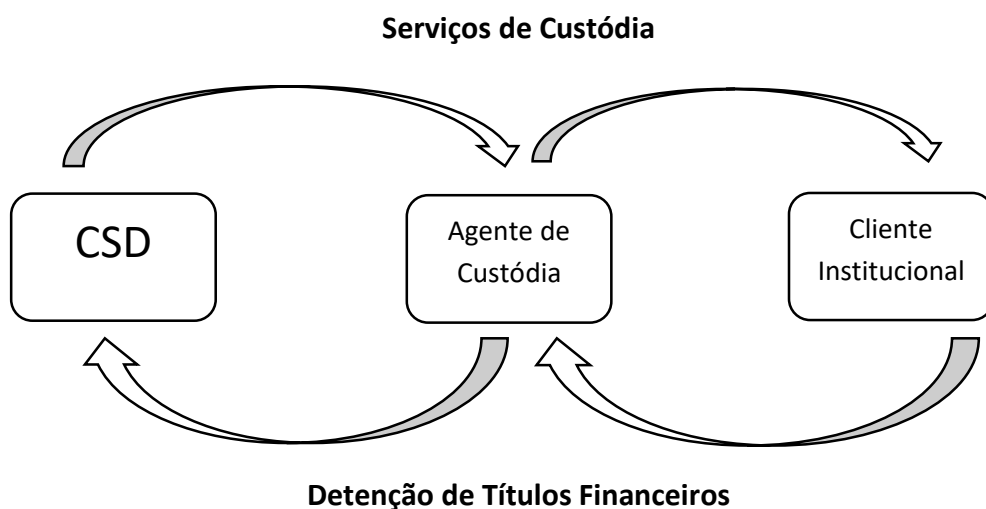 Serviços de Custódia
CSD
Agente de
Custódia
Cliente
Institucional
Detenção de Títulos Financeiros